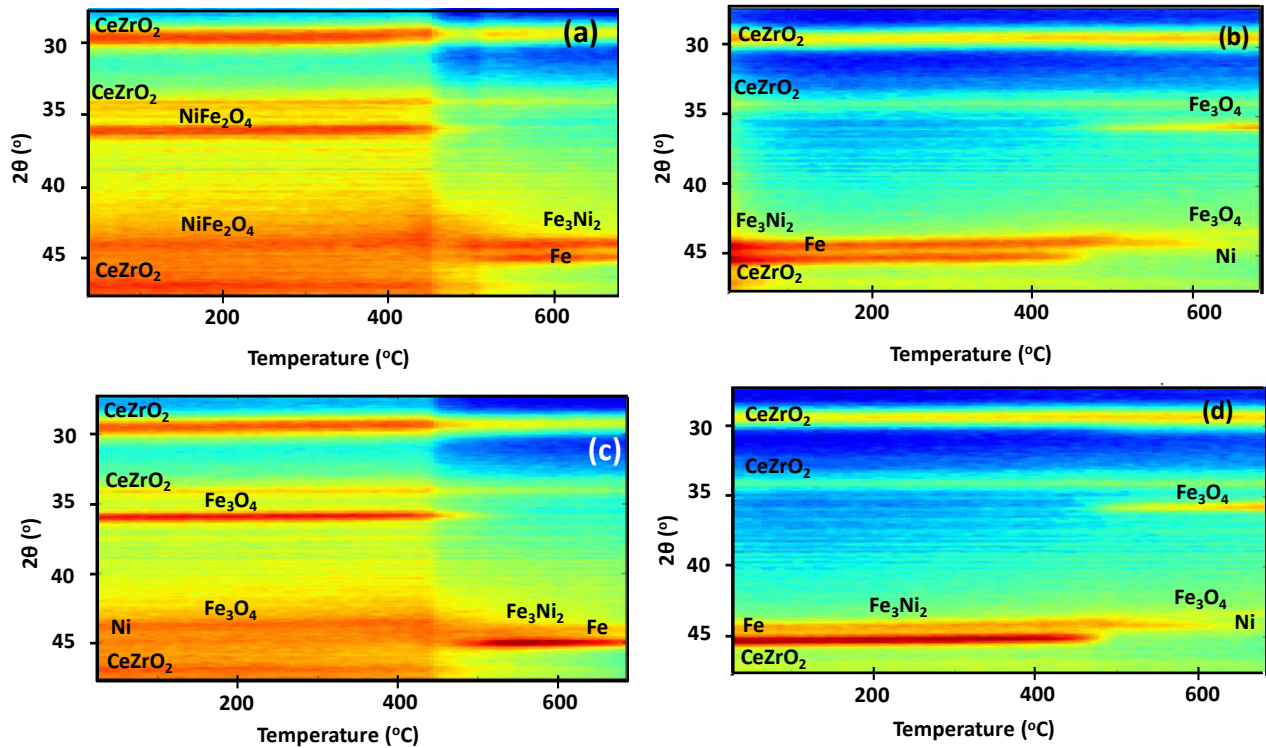 CeZrO₂
(a)
30
CeZrO₂
35
NiFe₂O₄
2θ (°)
40
NiFe₂O₄
Fe₃Ni₂
45
Fe
CeZrO₂
200
400
600
Temperature (°C)
(b)
CeZrO₂
30
CeZrO₂
Fe₃O₄
35
2θ (°)
40
Fe₃Ni₂
Fe₃O₄
Fe
45
Ni
CeZrO₂
200
400
600
Temperature (°C)
CeZrO₂
30
(c)
CeZrO₂
Fe₃O₄
35
2θ (°)
40
Fe₃O₄
Fe₃Ni₂
Ni
Fe
45
CeZrO₂
200
400
600
Temperature (°C)
(d)
CeZrO₂
30
CeZrO₂
Fe₃O₄
35
2θ (°)
40
Fe₃Ni₂
Fe₃O₄
Fe
Ni
45
CeZrO₂
200
400
600
Temperature (°C)